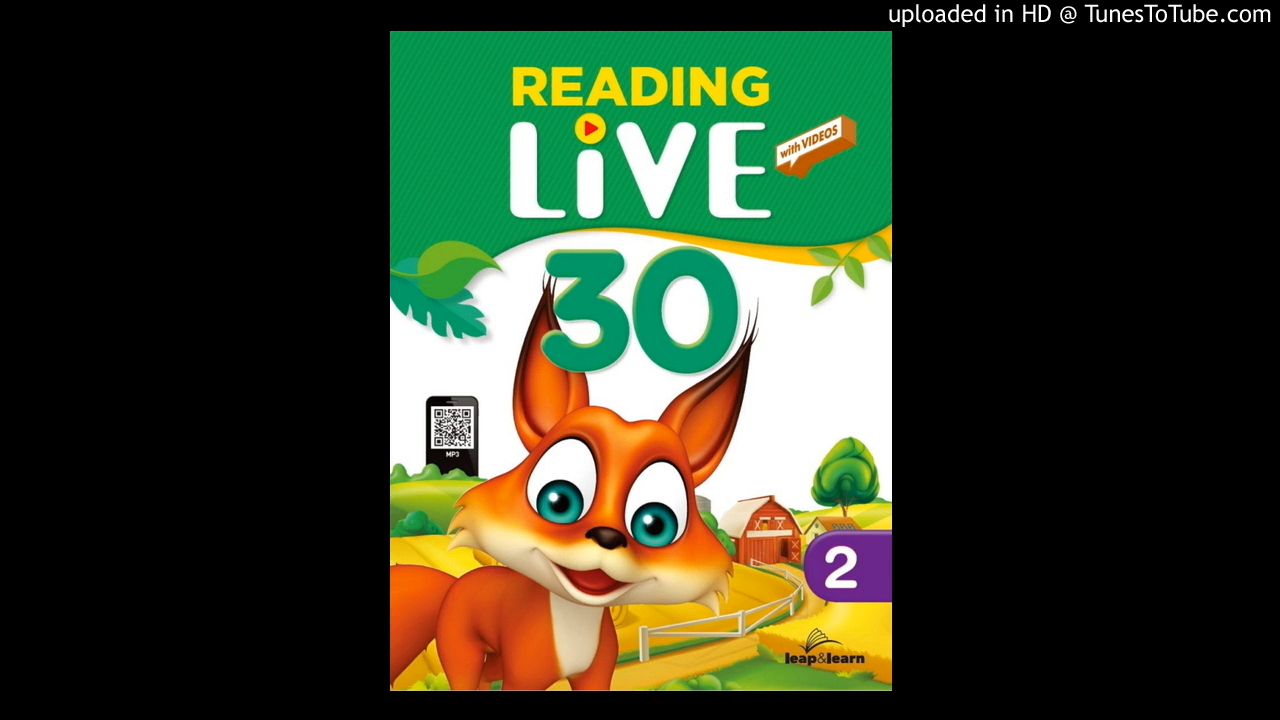 uploaded in HD @ TunesToTube.com
READING
LiVE
with VIDEOS
30
MP3
2
leap&learn